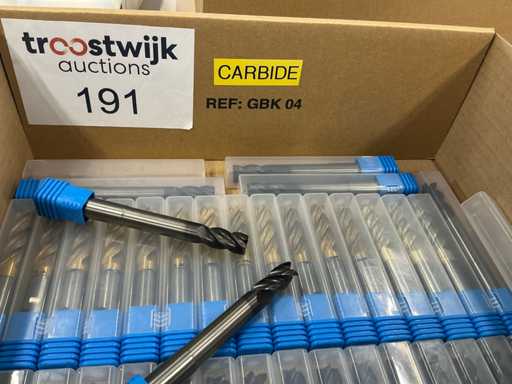 troostwijk
auctions
191
CARBIDE
REF: GBK 04